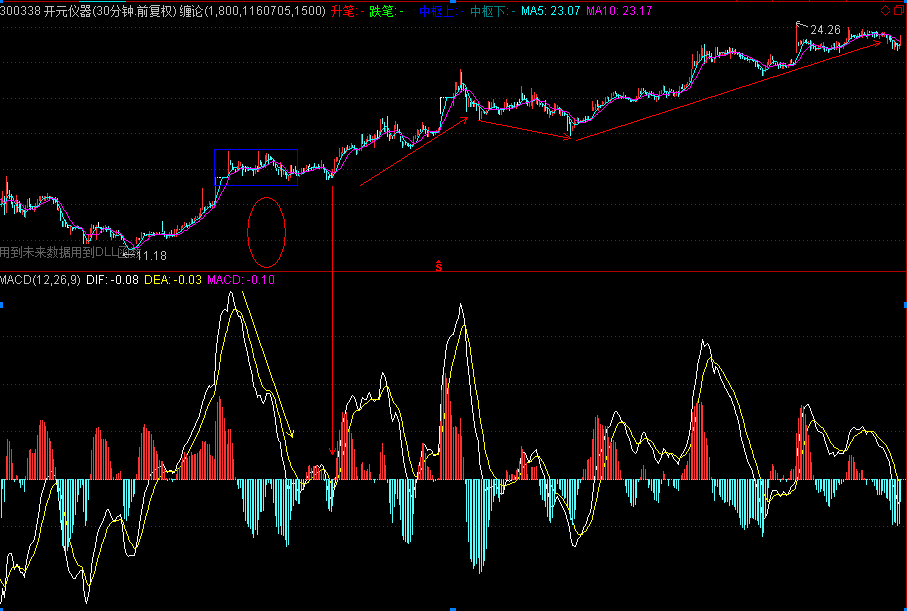 300338 开元仪器(30分钟.前复权) 缠论(1,800,1160705,1500) 升笔: - 跌笔: - 中枢上: - 中枢下: - MA5: 23.07 MA10: 23.17
24.26
用到未来数据用到DLL
11.18
MACD(12,26,9) DIF: -0.08 DEA: -0.03 MACD: -0.10